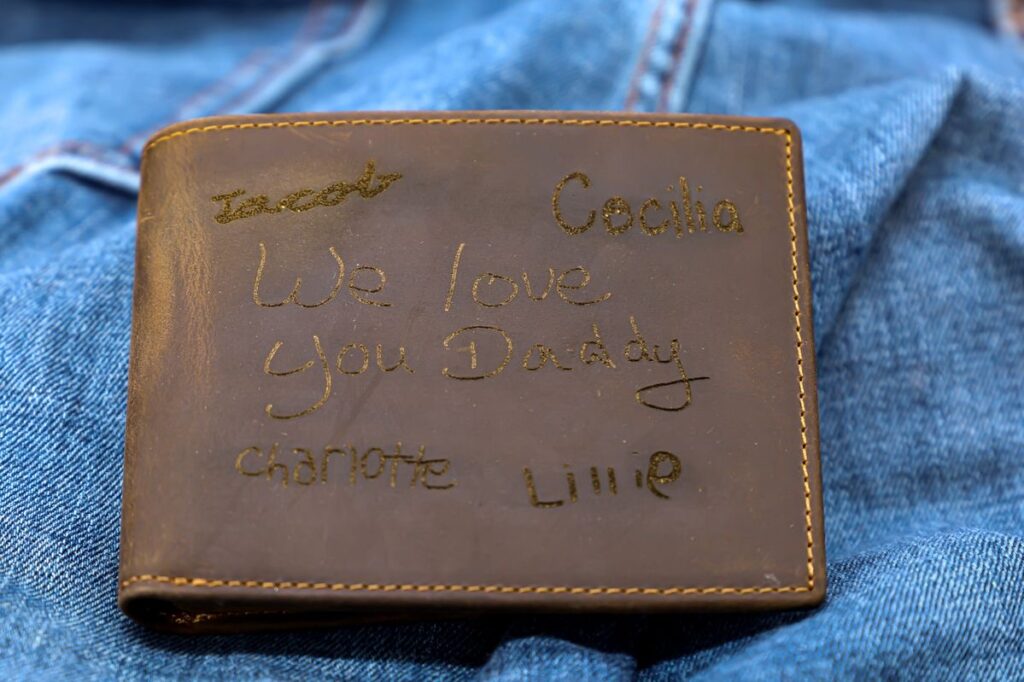 Jacob Cecilia
We love
you Daddy
charlotte Lillie